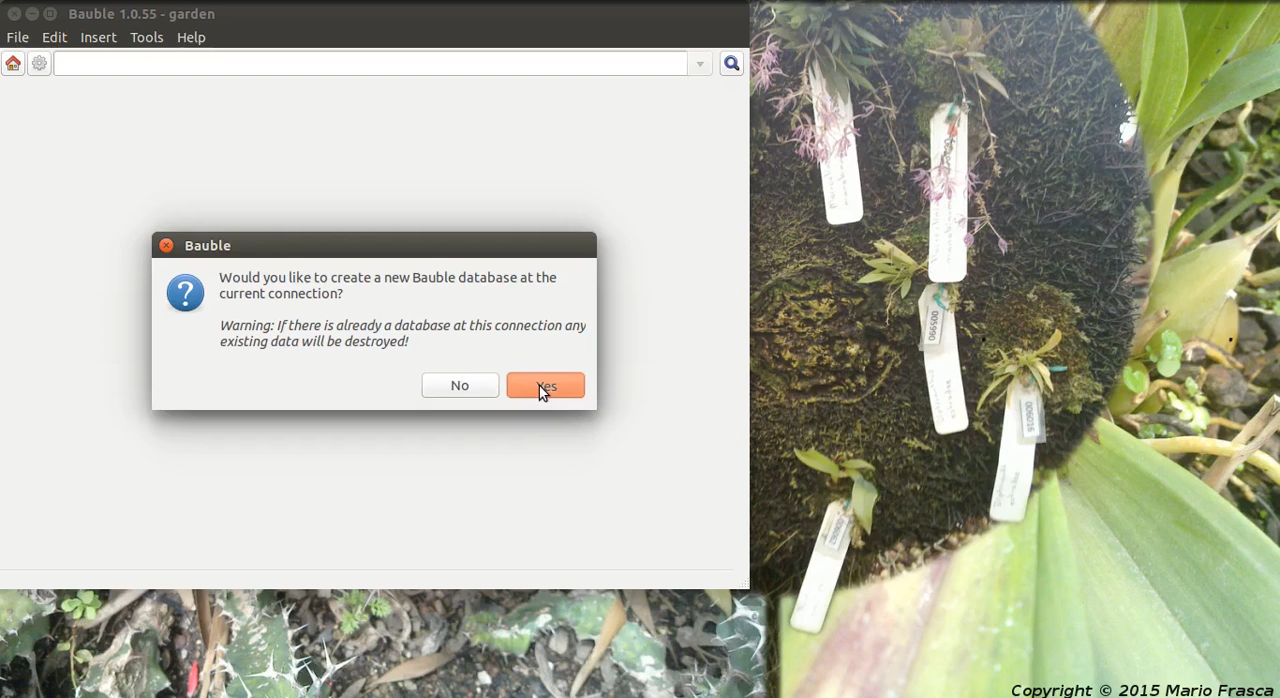 Bauble 1.0.55 - garden
File Edit Insert Tools Help
Bauble
Would you like to create a new Bauble database at the
current connection?
Warning: If there is already a database at this connection any
existing data will be destroyed!
No Yes
005990
006016
Copyright © 2015 Mario Frasca